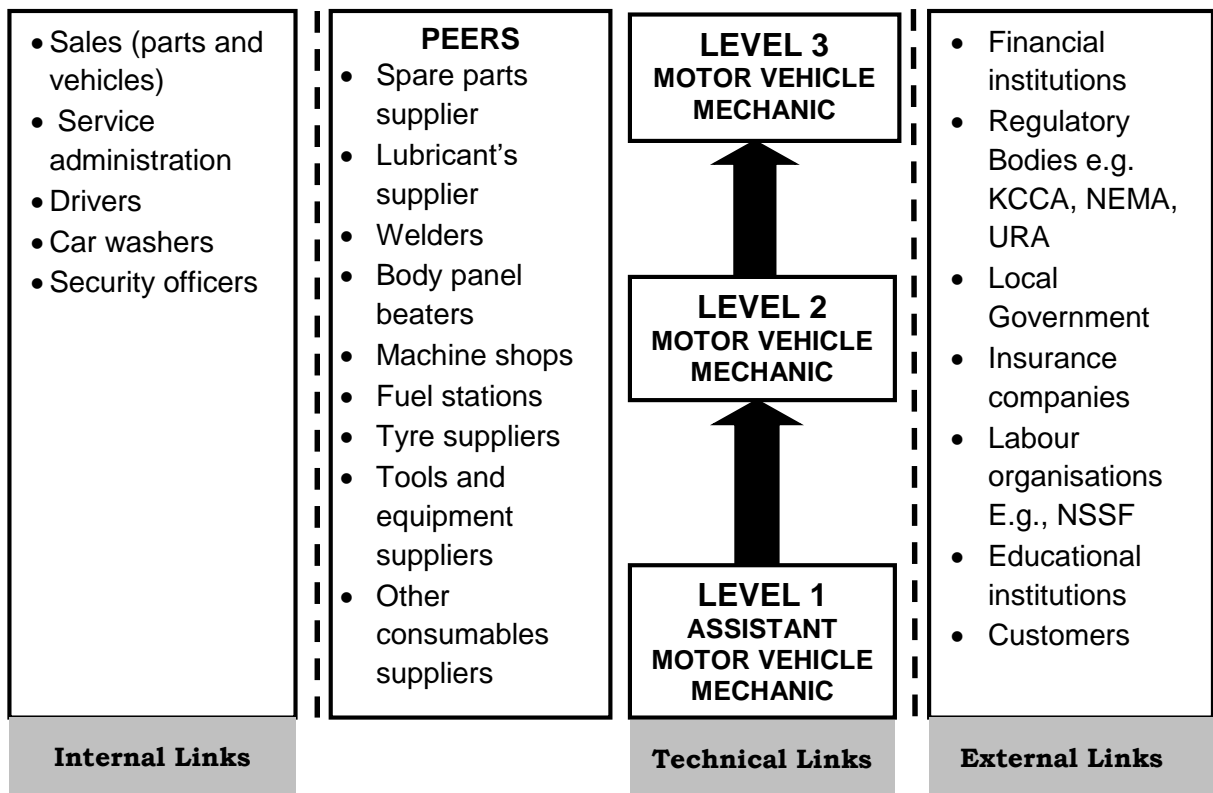 • Sales (parts and
vehicles)
• Service
administration
• Drivers
• Car washers
• Security officers
Internal Links
PEERS
• Spare parts
supplier
• Lubricant's
supplier
• Welders
• Body panel
beaters
• Machine shops
• Fuel stations
• Tyre suppliers
• Tools and
equipment
suppliers
• Other
consumables
suppliers
LEVEL 3
MOTOR VEHICLE
MECHANIC
LEVEL 2
MOTOR VEHICLE
MECHANIC
LEVEL 1
ASSISTANT
MOTOR VEHICLE
MECHANIC
Technical Links
• Financial
institutions
• Regulatory
Bodies e.g.
KCCA, NEMA,
URA
• Local
Government
• Insurance
companies
• Labour
organisations
E.g., NSSF
• Educational
institutions
• Customers
External Links